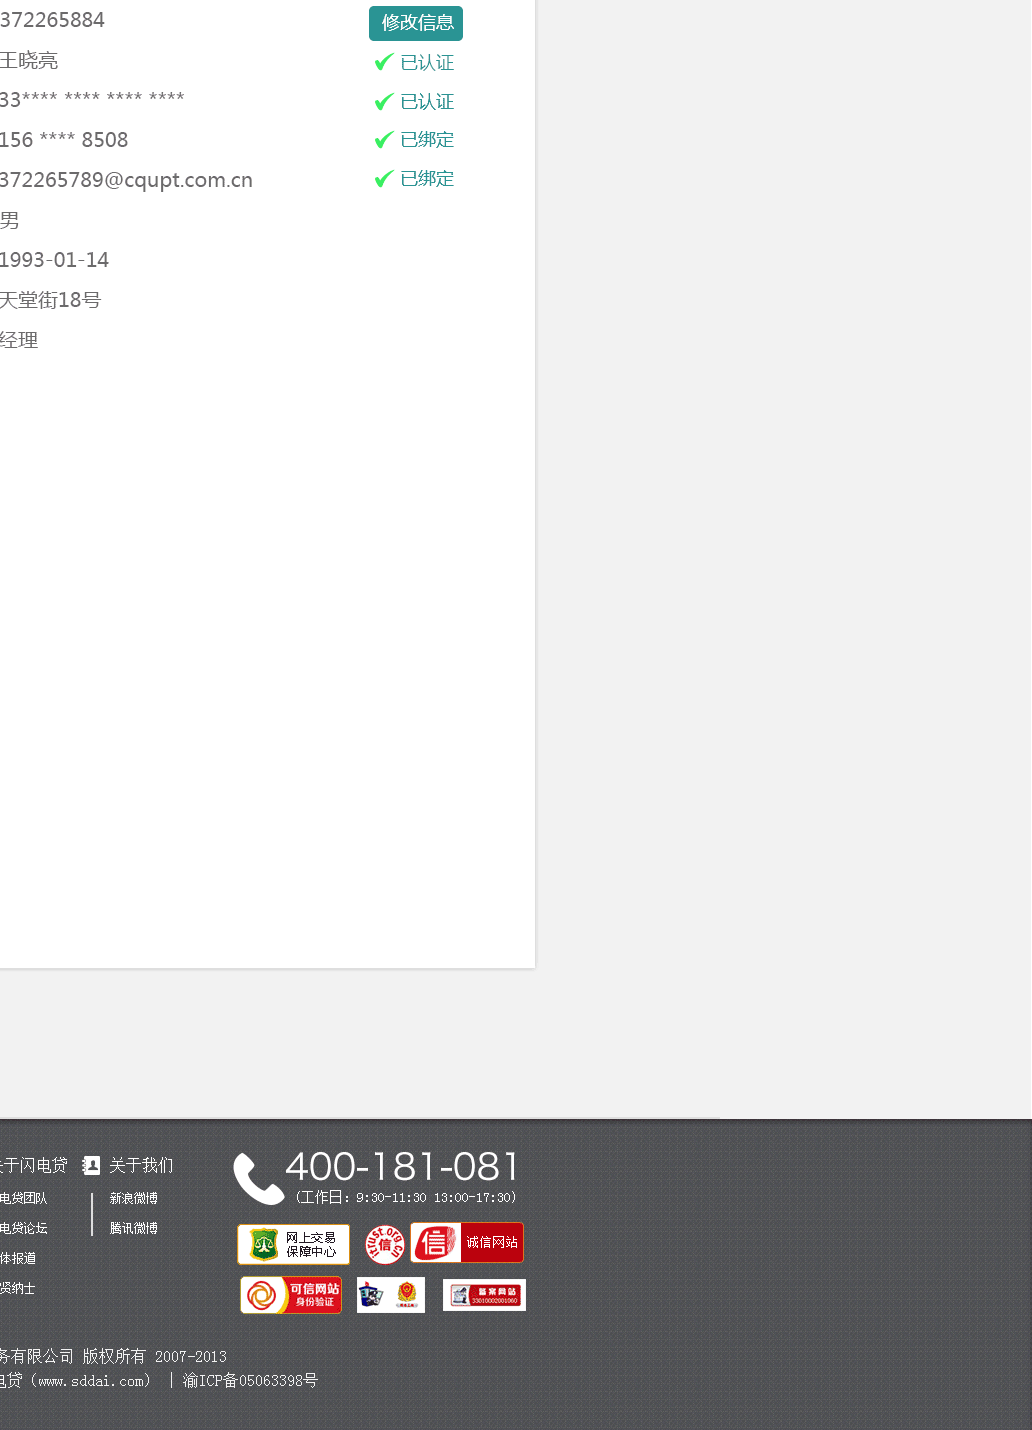 372265884 修改信息
王晓亮 已认证
33**** **** **** **** 已认证
156 **** 8508 已绑定
372265789@cqupt.com.cn 已绑定
男
1993-01-14
天堂街18号
经理
关于闪电贷 关于我们
400-181-081
(工作日: 9:30-11:30 13:00-17:30)
电贷团队 新浪微博
电贷论坛 腾讯微博
体报道
贤纳士
网上交易
保障中心
itrust.org.cn
信
信
诚信网站
可信网站
身份验证
备案网站
务有限公司 版权所有 2007-2013
电贷 (www.sddai.com) | 渝ICP备05063398号